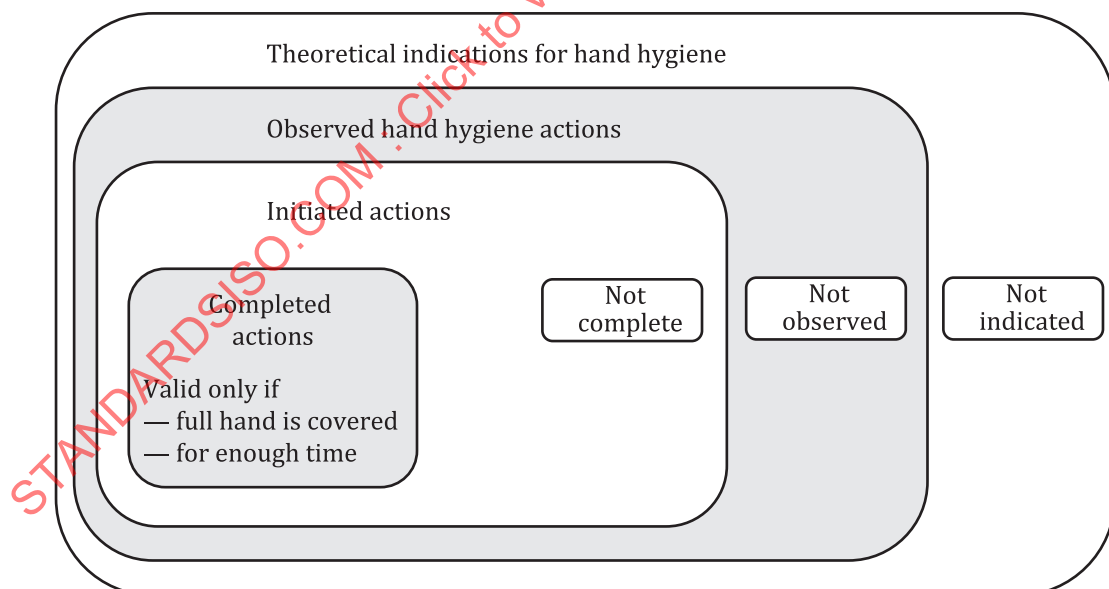 Theoretical indications for hand hygiene
Observed hand hygiene actions
Initiated actions
Completed
actions
Valid only if
— full hand is covered
— for enough time
Not
complete
Not
observed
Not
indicated
STANDARDSISO.COM : Click to